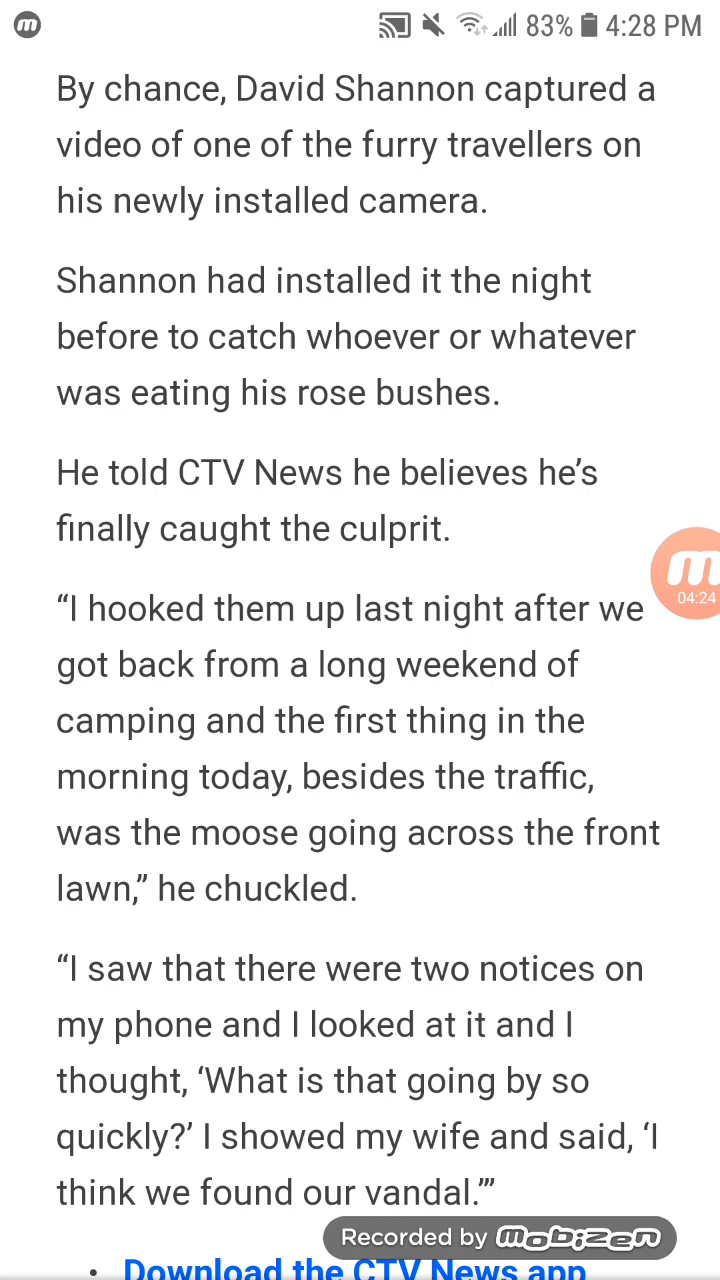 m 83% 4:28 PM
By chance, David Shannon captured a
video of one of the furry travellers on
his newly installed camera.
Shannon had installed it the night
before to catch whoever or whatever
was eating his rose bushes.
He told CTV News he believes he’s
finally caught the culprit.
m
04:24
“I hooked them up last night after we
got back from a long weekend of
camping and the first thing in the
morning today, besides the traffic,
was the moose going across the front
lawn,” he chuckled.
“I saw that there were two notices on
my phone and I looked at it and I
thought, ‘What is that going by so
quickly?’ I showed my wife and said, ‘I
think we found our vandal.’”
Recorded by mobizen
• Download the CTV News app